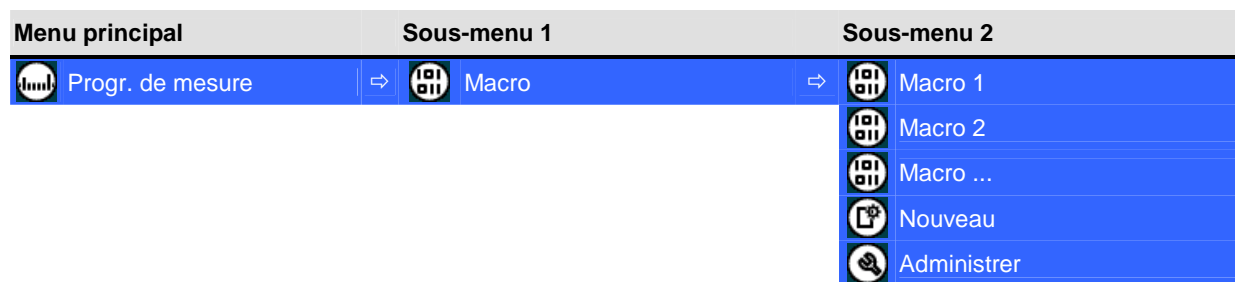 Menu principal Sous-menu 1 Sous-menu 2
Progr. de mesure ⇨ Macro ⇨ Macro 1
Macro 2
Macro ...
Nouveau
Administrer